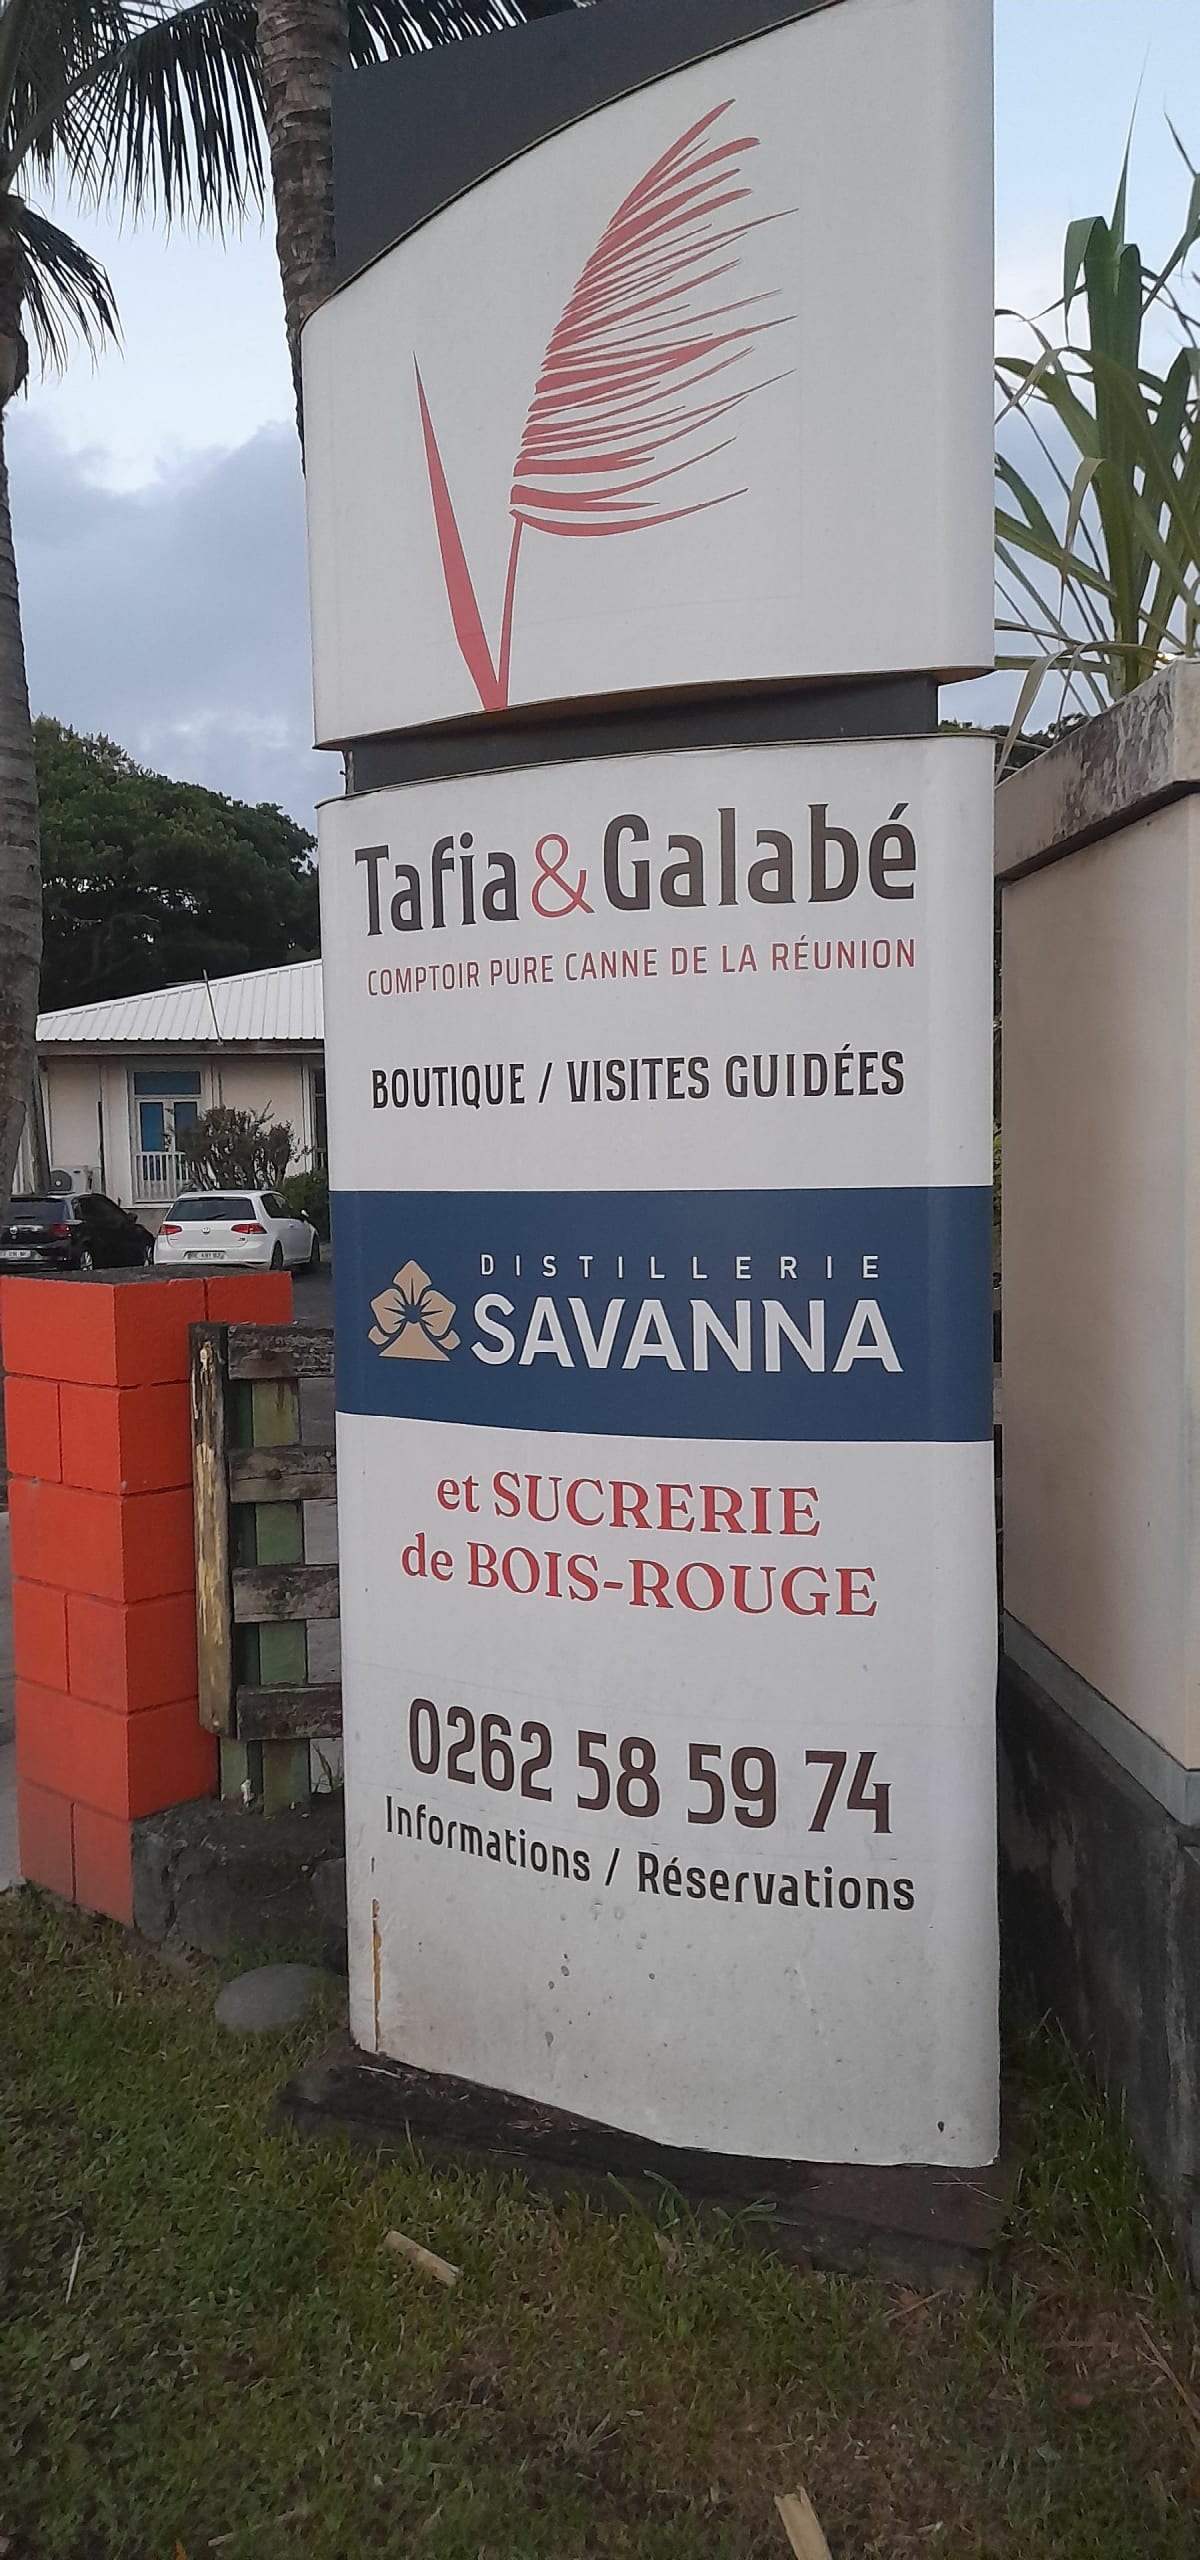 Tafia & Galabé
COMPTOIR PURE CANNE DE LA RÉUNION
BOUTIQUE / VISITES GUIDÉES
DISTILLERIE
SAVANNA
et SUCRERIE
de BOIS-ROUGE
0262 58 59 74
Informations / Réservations